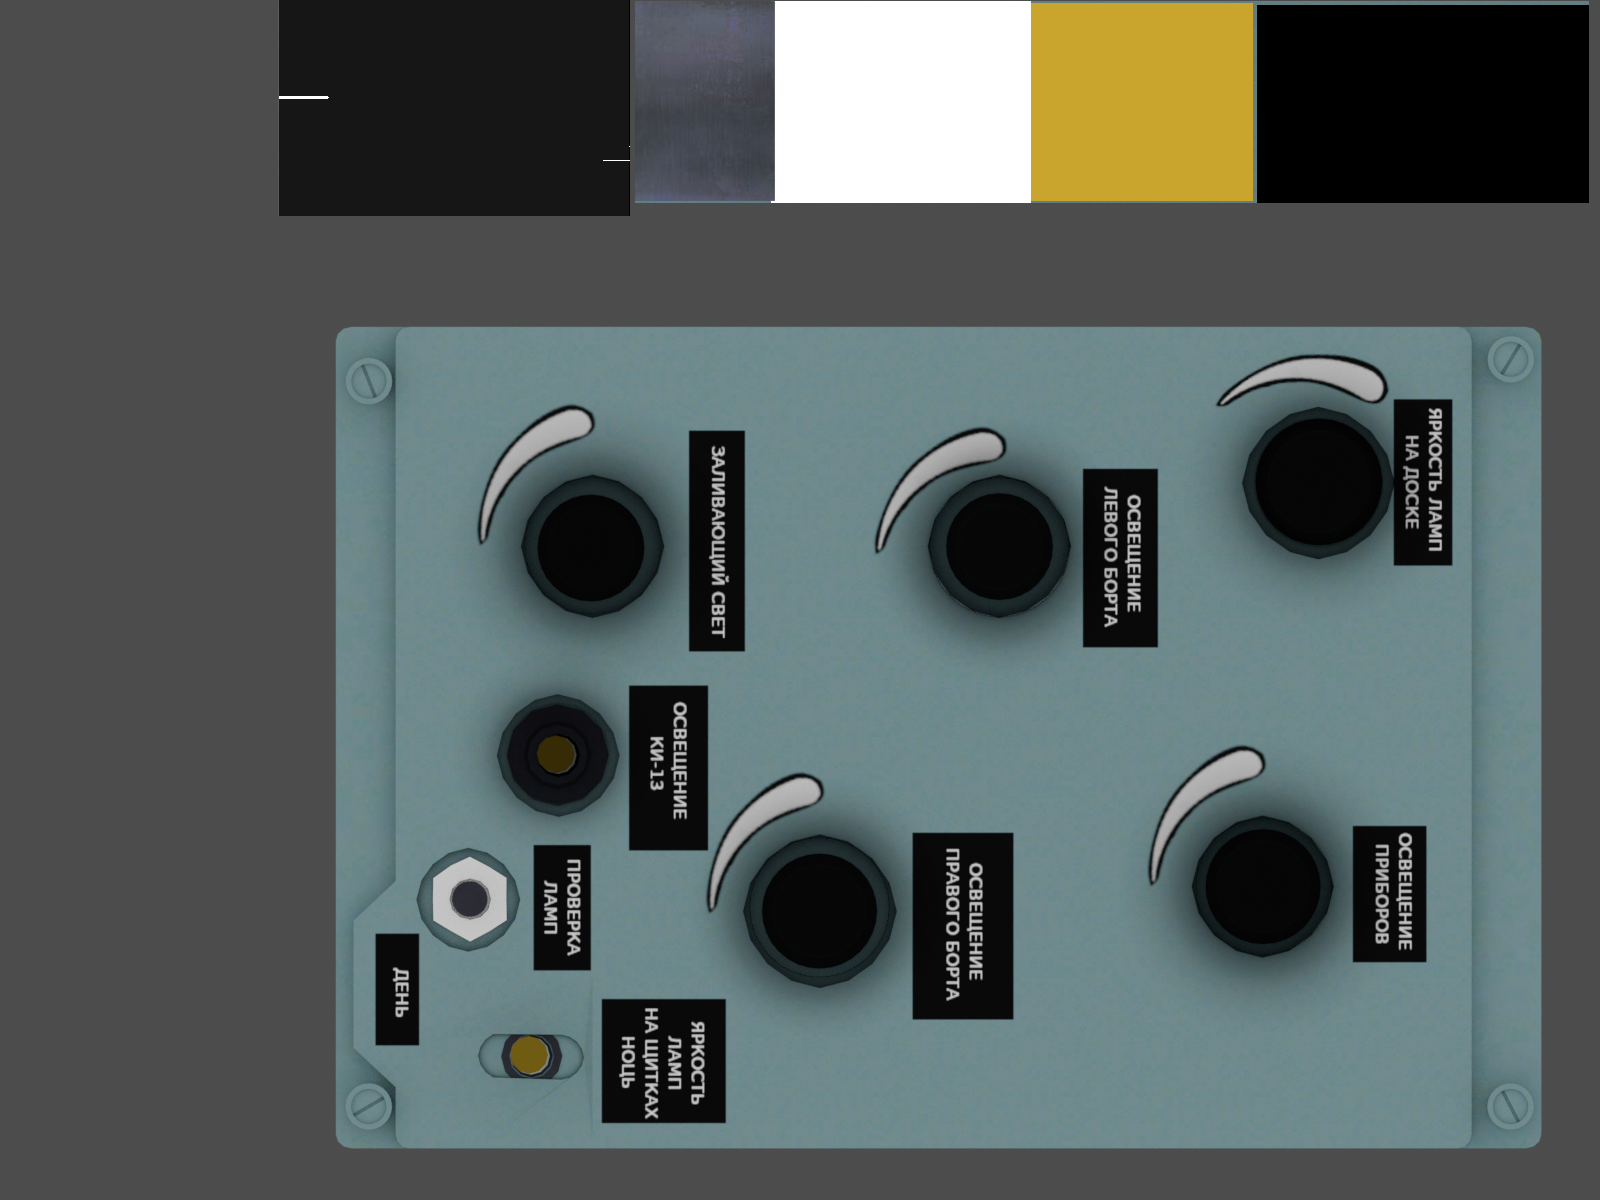 ЯРКОСТЬ ЛАМП
НА ДОСКЕ
ОСВЕЩЕНИЕ
ПРИБОРОВ
ОСВЕЩЕНИЕ
ЛЕВОГО БОРТА
ОСВЕЩЕНИЕ
ПРАВОГО БОРТА
ЗАЛИВАЮЩИЙ СВЕТ
ОСВЕЩЕНИЕ
КИ-13
ЯРКОСТЬ
ЛАМП
НА ЩИТКАХ
НОЦЬ
ПРОВЕРКА
ЛАМП
ДЕНЬ